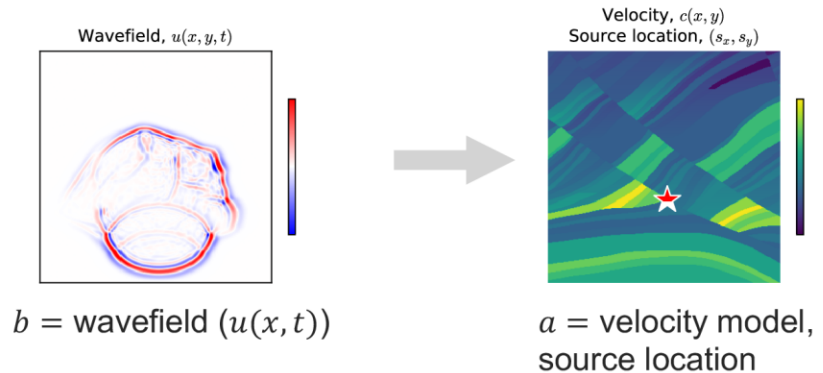 Wavefield, u(x, y, t)
Velocity, c(x, y)
Source location, (s_x, s_y)
b = wavefield (u(x, t))
a = velocity model,
source location